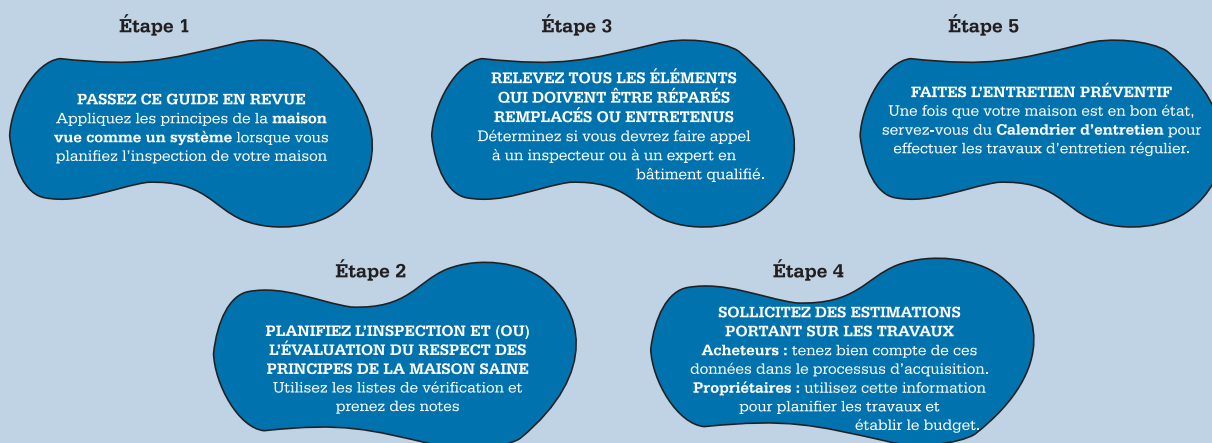 Étape 1
PASSEZ CE GUIDE EN REVUE
Appliquez les principes de la maison
vue comme un système lorsque vous
planifiez l'inspection de votre maison
Étape 2
PLANIFIEZ L'INSPECTION ET (OU)
L'ÉVALUATION DU RESPECT DES
PRINCIPES DE LA MAISON SAINE
Utilisez les listes de vérification et
prenez des notes
Étape 3
RELEVEZ TOUS LES ÉLÉMENTS
QUI DOIVENT ÊTRE RÉPARÉS
REMPLACÉS OU ENTRETENUS
Déterminez si vous devrez faire appel
à un inspecteur ou à un expert en
bâtiment qualifié.
Étape 4
SOLLICITEZ DES ESTIMATIONS
PORTANT SUR LES TRAVAUX
Acheteurs : tenez bien compte de ces
données dans le processus d'acquisition.
Propriétaires : utilisez cette information
pour planifier les travaux et
établir le budget.
Étape 5
FAITES L'ENTRETIEN PRÉVENTIF
Une fois que votre maison est en bon état,
servez-vous du Calendrier d'entretien pour
effectuer les travaux d'entretien régulier.